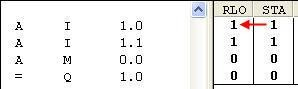 RLO STA
A I 1.0 1 1
A I 1.1 1 1
A M 0.0 0 0
= Q 1.0 0 0